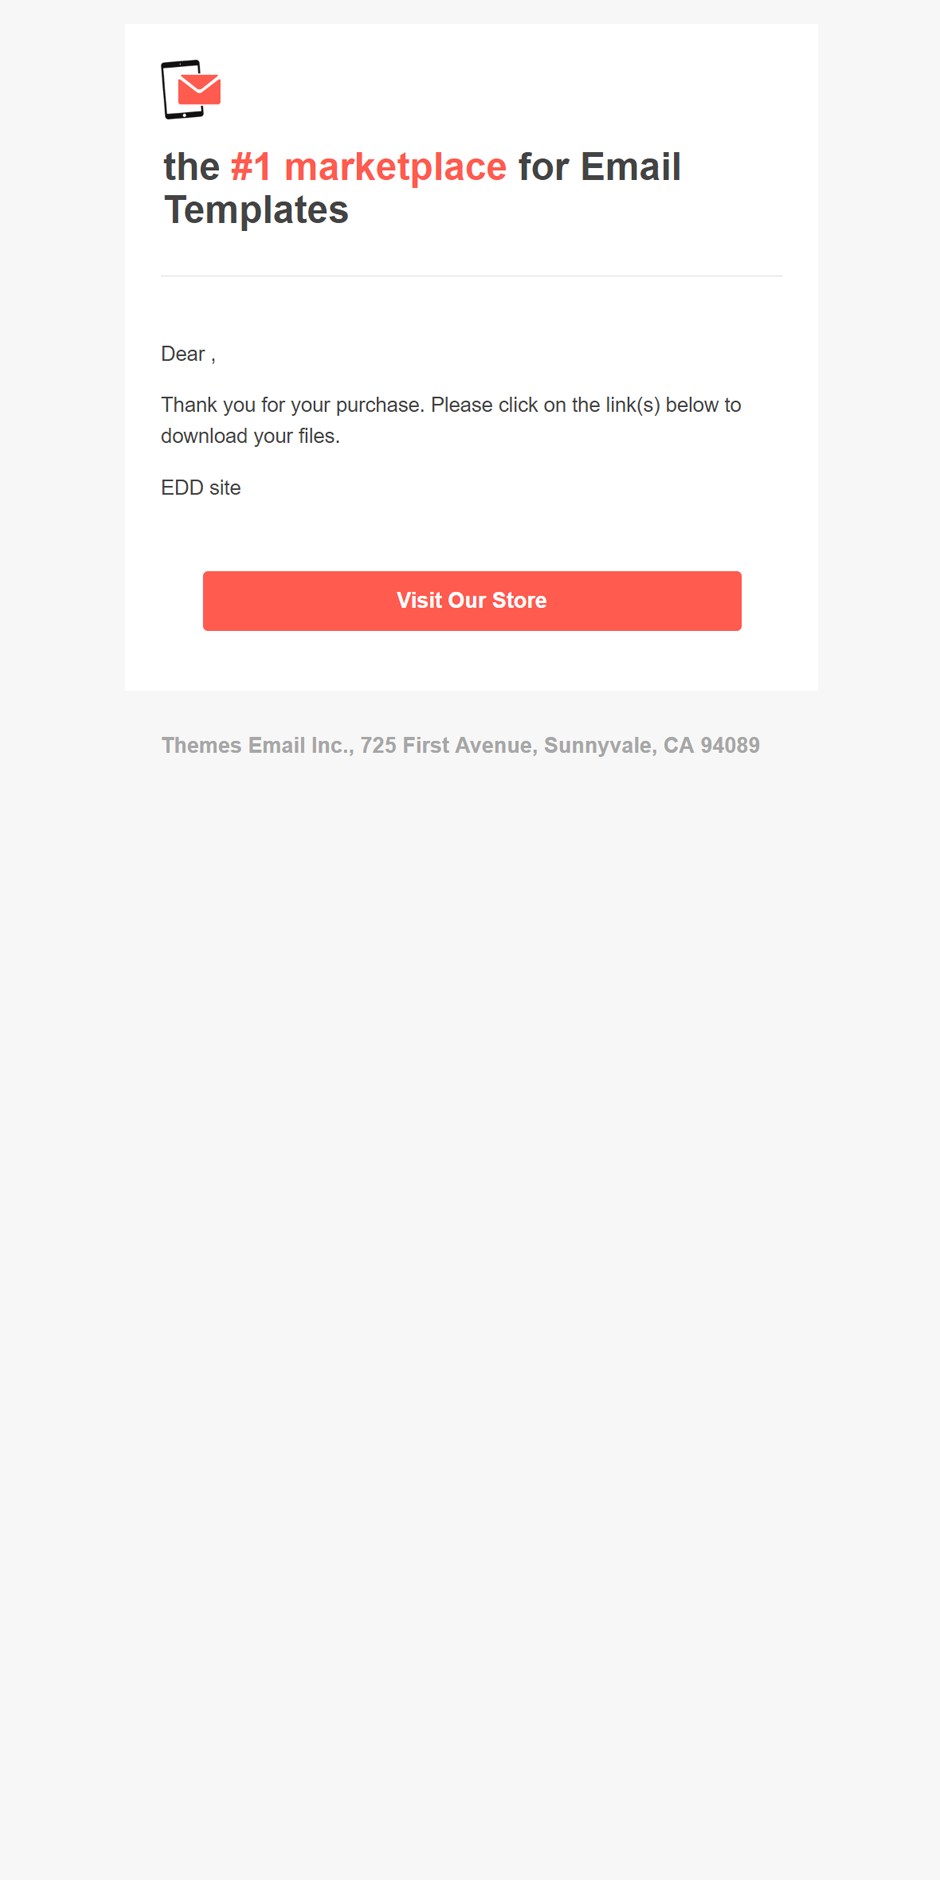 the #1 marketplace for Email
Templates
Dear ,
Thank you for your purchase. Please click on the link(s) below to
download your files.
EDD site
Visit Our Store
Themes Email Inc., 725 First Avenue, Sunnyvale, CA 94089